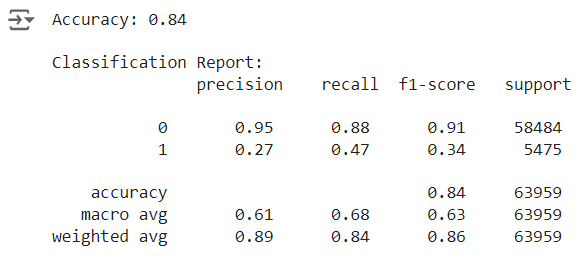 Accuracy: 0.84
Classification Report:
precision recall f1-score support
0 0.95 0.88 0.91 58484
1 0.27 0.47 0.34 5475
accuracy 0.84 63959
macro avg 0.61 0.68 0.63 63959
weighted avg 0.89 0.84 0.86 63959